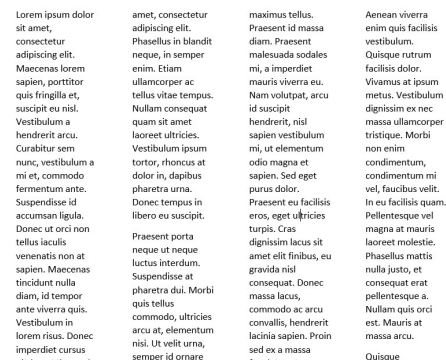 Lorem ipsum dolor
sit amet,
consectetur
adipiscing elit.
Maecenas lorem
sapien, porttitor
quis fringilla et,
suscipit eu nisl.
Vestibulum a
hendrerit arcu.
Curabitur sem
nunc, vestibulum a
mi et, commodo
fermentum ante.
Suspendisse id
accumsan ligula.
Donec ut orci non
tellus iaculis
venenatis non at
sapien. Maecenas
tincidunt nulla
diam, id tempor
ante viverra quis.
Vestibulum in
lorem risus. Donec
imperdiet cursus
amet, consectetur
adipiscing elit.
Phasellus in blandit
neque, in semper
enim. Etiam
ullamcorper ac
tellus vitae tempus.
Nullam consequat
quam sit amet
laoreet ultricies.
Vestibulum ipsum
tortor, rhoncus at
dolor in, dapibus
pharetra urna.
Donec tempus in
libero eu suscipit.
Praesent porta
neque ut neque
luctus interdum.
Suspendisse at
pharetra dui. Morbi
quis tellus
commodo, ultricies
arcu at, elementum
nisi. Ut velit urna,
semper id ornare
maximus tellus.
Praesent id massa
diam. Praesent
malesuada sodales
mi, a imperdiet
mauris viverra eu.
Nam volutpat, arcu
id suscipit
hendrerit, nisl
sapien vestibulum
mi, ut elementum
odio magna et
sapien. Sed eget
purus dolor.
Praesent eu facilisis
eros, eget ultricies
turpis. Cras
dignissim lacus sit
amet elit finibus, eu
gravida nisl
consequat. Donec
massa lacus,
commodo ac arcu
convallis, hendrerit
lacinia sapien. Proin
sed ex a massa
Aenean viverra
enim quis facilisis
vestibulum.
Quisque rutrum
facilisis dolor.
Vivamus at ipsum
metus. Vestibulum
dignissim ex nec
massa ullamcorper
tristique. Morbi
non enim
condimentum,
condimentum mi
vel, faucibus velit.
In eu facilisis quam.
Pellentesque vel
magna at mauris
laoreet molestie.
Phasellus mattis
nulla justo, et
consequat erat
pellentesque a.
Nullam quis orci
est. Mauris at
massa arcu.
Quisque